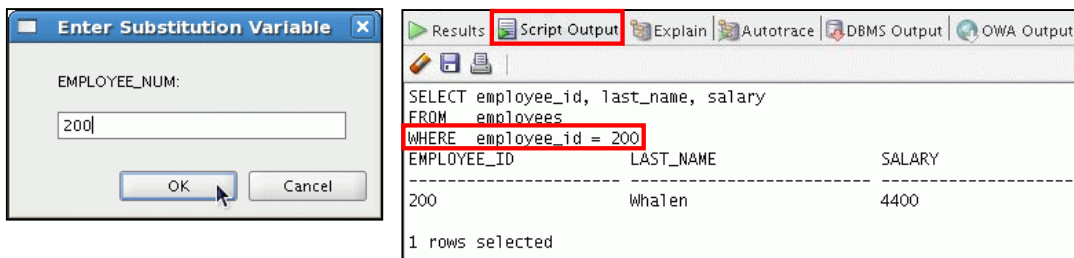 Enter Substitution Variable
EMPLOYEE_NUM:
200
OK Cancel
Results Script Output Explain Autotrace DBMS Output OWA Output
SELECT employee_id, last_name, salary
FROM employees
WHERE employee_id = 200
EMPLOYEE_ID LAST_NAME SALARY
---------------------- ------------------------- --------------------
200 Whalen 4400
1 rows selected